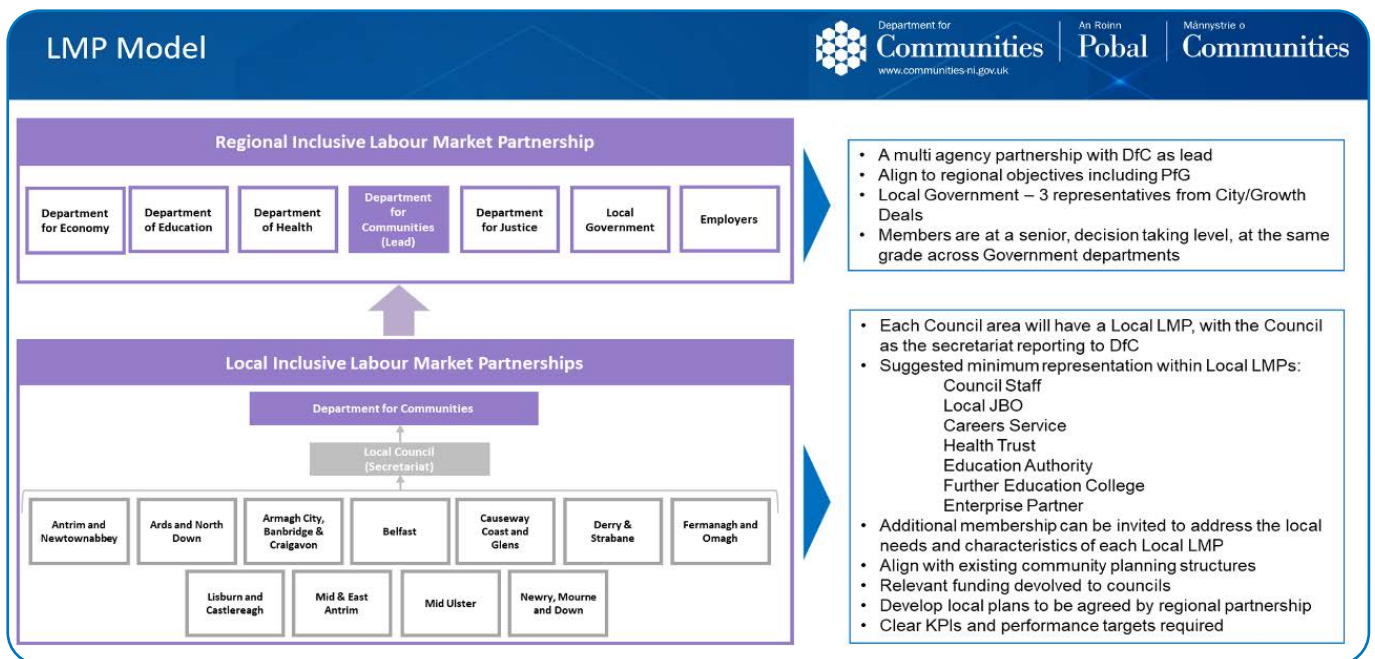 LMP Model
Department for
Communities
www.communities-ni.gov.uk
An Roinn
Pobal
Männystrie o
Communities
Regional Inclusive Labour Market Partnership
Department
for Economy
Department
of Education
Department
of Health
Department
for
Communities
(Lead)
Department
for Justice
Local
Government
Employers
• A multi agency partnership with DfC as lead
• Align to regional objectives including PfG
• Local Government – 3 representatives from City/Growth
Deals
• Members are at a senior, decision taking level, at the same
grade across Government departments
Local Inclusive Labour Market Partnerships
Department for Communities
Local Council
(Secretariat)
Antrim and
Newtownabbey
Ards and North
Down
Armagh City,
Banbridge &
Craigavon
Belfast
Causeway
Coast and
Glens
Derry &
Strabane
Fermanagh and
Omagh
Lisburn and
Castlereagh
Mid & East
Antrim
Mid Ulster
Newry, Mourne
and Down
• Each Council area will have a Local LMP, with the Council
as the secretariat reporting to DfC
• Suggested minimum representation within Local LMPs:
Council Staff
Local JBO
Careers Service
Health Trust
Education Authority
Further Education College
Enterprise Partner
• Additional membership can be invited to address the local
needs and characteristics of each Local LMP
• Align with existing community planning structures
• Relevant funding devolved to councils
• Develop local plans to be agreed by regional partnership
• Clear KPIs and performance targets required